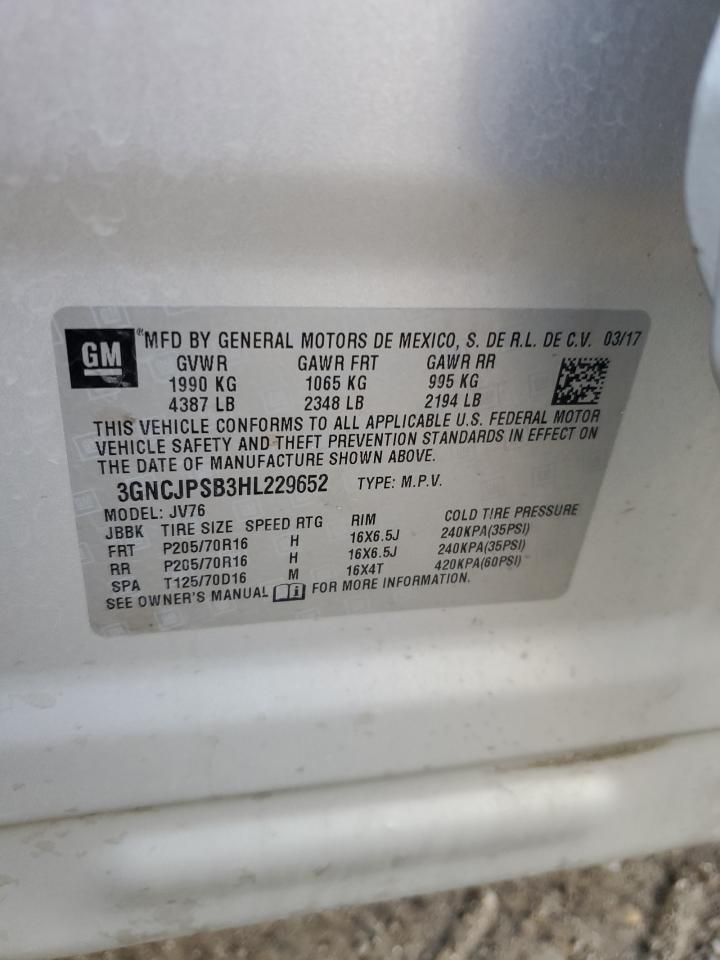 GM ® MFD BY GENERAL MOTORS DE MEXICO, S. DE R.L. DE C.V. 03/17
GVWR GAWR FRT GAWR RR
1990 KG 1065 KG 995 KG
4387 LB 2348 LB 2194 LB
THIS VEHICLE CONFORMS TO ALL APPLICABLE U.S. FEDERAL MOTOR
VEHICLE SAFETY AND THEFT PREVENTION STANDARDS IN EFFECT ON
THE DATE OF MANUFACTURE SHOWN ABOVE.
3GNCJPSB3HL229652 TYPE: M.P.V.
MODEL: JV76
JBBK TIRE SIZE SPEED RTG RIM COLD TIRE PRESSURE
FRT P205/70R16 H 16X6.5J 240KPA(35PSI)
RR P205/70R16 H 16X6.5J 240KPA(35PSI)
SPA T125/70D16 M 16X4T 420KPA(60PSI)
SEE OWNER'S MANUAL i FOR MORE INFORMATION.